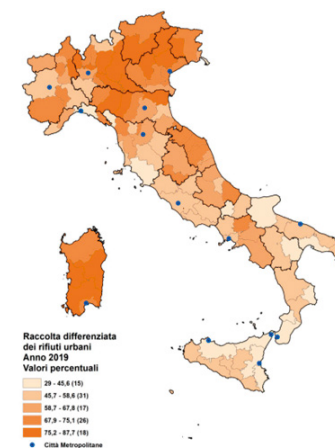 Raccolta differenziata
dei rifiuti urbani
Anno 2019
Valori percentuali
29 - 45,6 (15)
45,7 - 58,6 (31)
58,7 - 67,8 (17)
67,9 - 75,1 (26)
75,2 - 87,7 (18)
Città Metropolitane